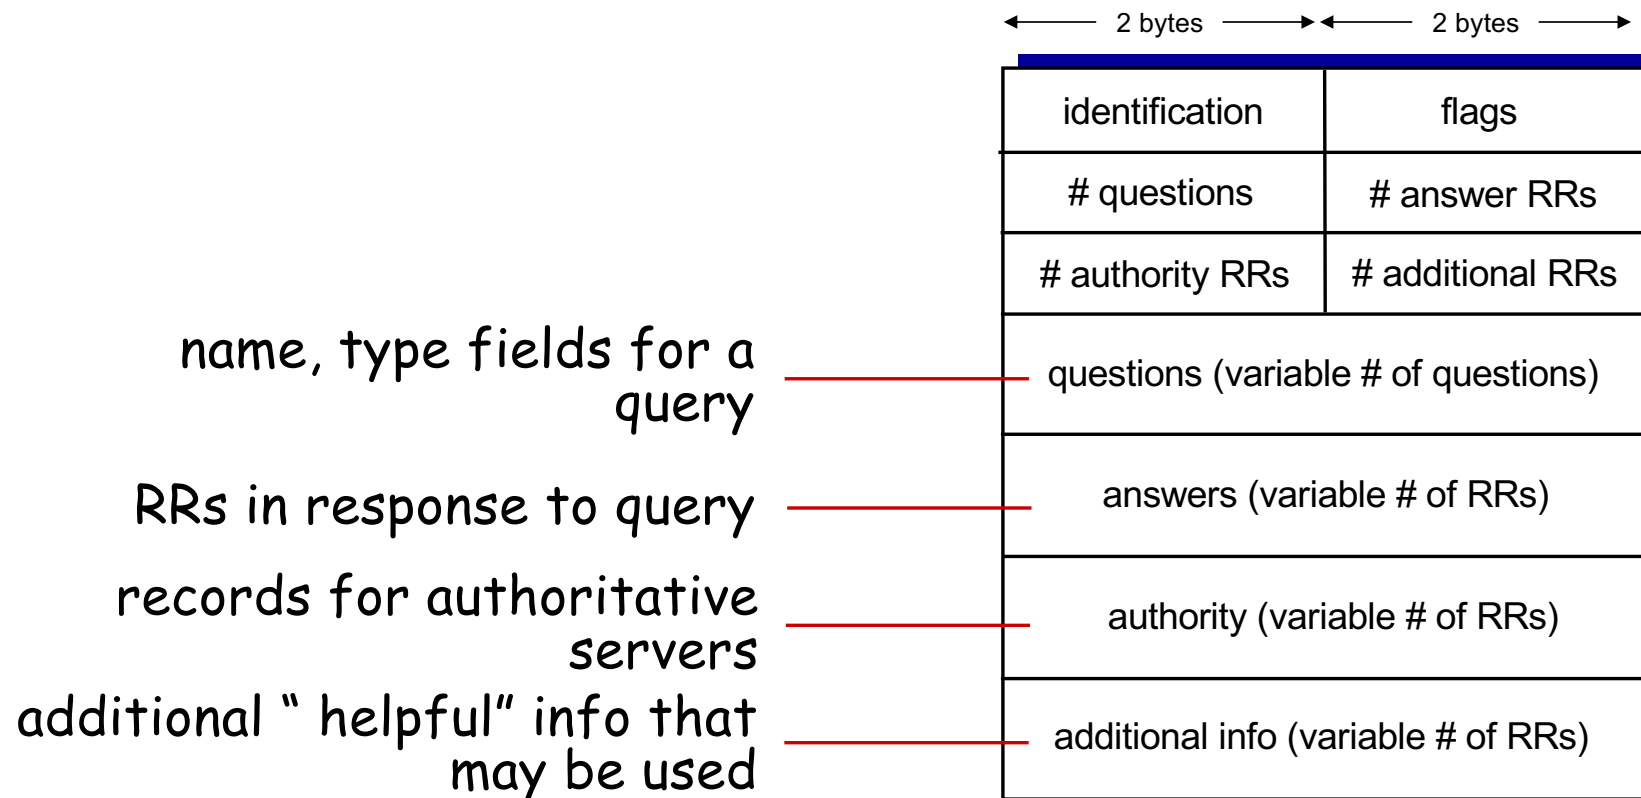 2 bytes 2 bytes
identification flags
# questions # answer RRs
# authority RRs # additional RRs
name, type fields for a
query
questions (variable # of questions)
RRs in response to query
answers (variable # of RRs)
records for authoritative
servers
authority (variable # of RRs)
additional “ helpful” info that
may be used
additional info (variable # of RRs)